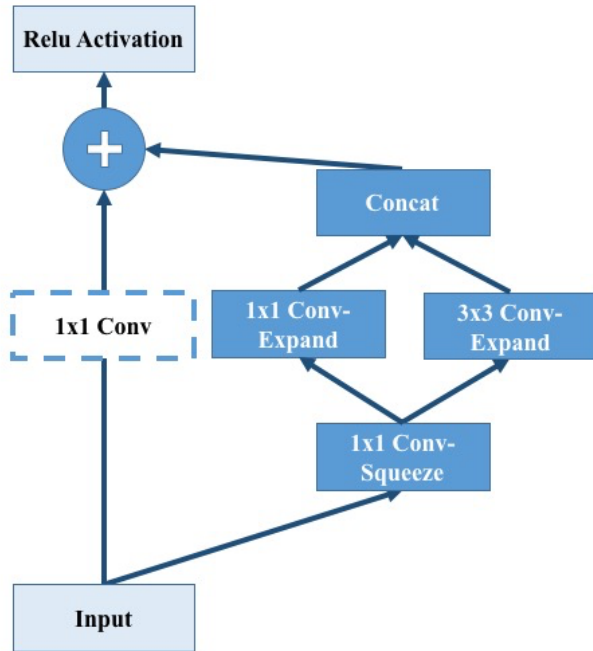 Relu Activation
+
Concat
1x1 Conv
1x1 Conv-
Expand
3x3 Conv-
Expand
1x1 Conv-
Squeeze
Input